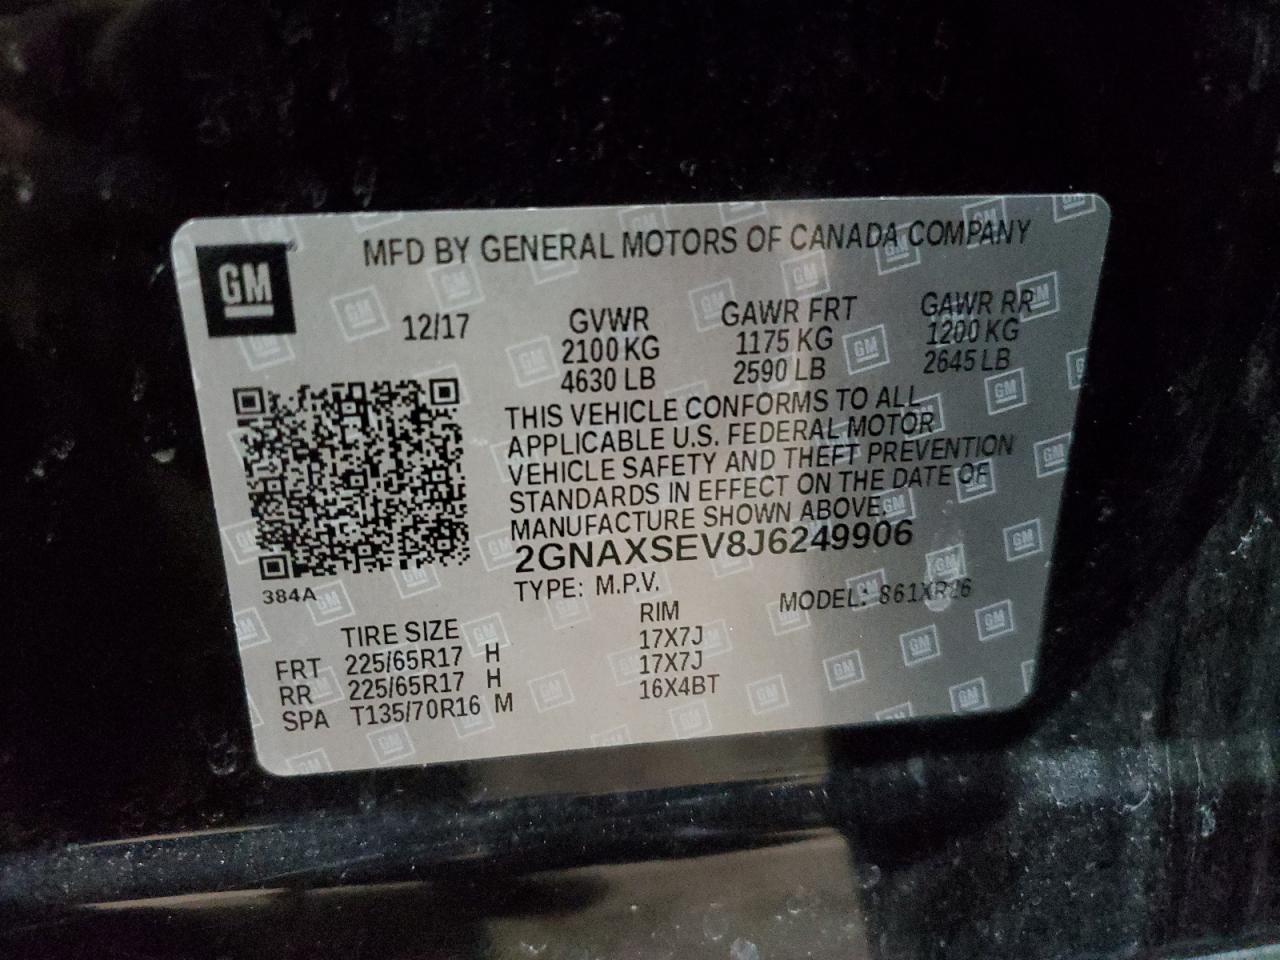 GM
MFD BY GENERAL MOTORS OF CANADA COMPANY
12/17
GVWR GAWR FRT GAWR RR
2100 KG 1175 KG 1200 KG
4630 LB 2590 LB 2645 LB
THIS VEHICLE CONFORMS TO ALL
APPLICABLE U.S. FEDERAL MOTOR
VEHICLE SAFETY AND THEFT PREVENTION
STANDARDS IN EFFECT ON THE DATE OF
MANUFACTURE SHOWN ABOVE.
2GNAXSEV8J6249906
384A
TYPE: M.P.V. MODEL: 861XR26
TIRE SIZE RIM
FRT 225/65R17 H 17X7J
RR 225/65R17 H 17X7J
SPA T135/70R16 M 16X4BT